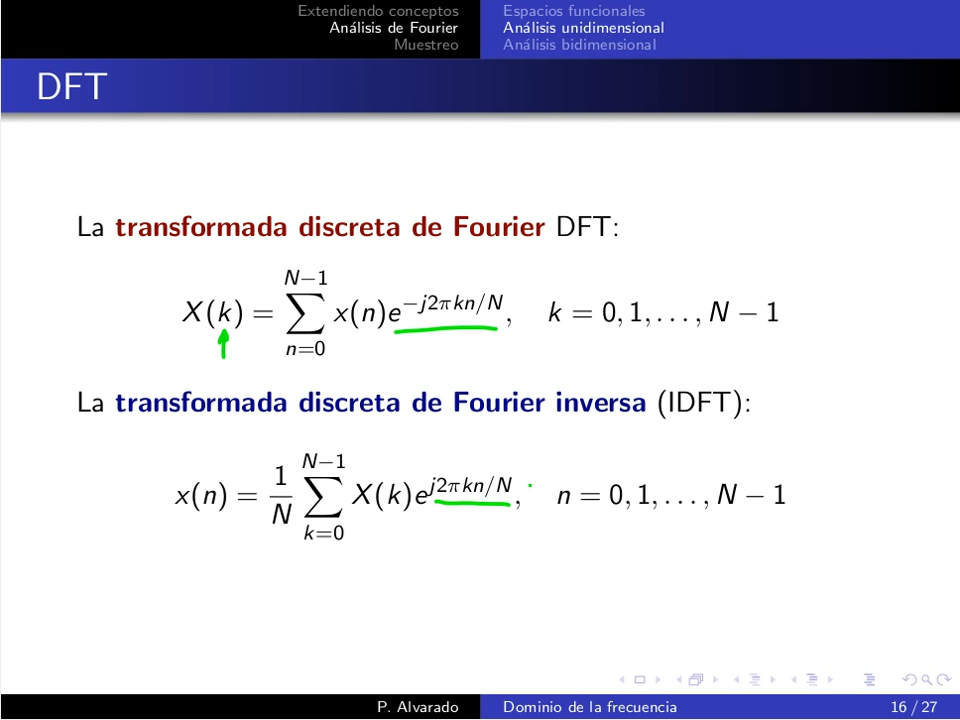 Extendiendo conceptos
Análisis de Fourier
Muestreo
Espacios funcionales
Análisis unidimensional
Análisis bidimensional
DFT
La transformada discreta de Fourier DFT:
X(k) = ∑_{n=0}^{N−1} x(n)e^{−j2πkn/N}, k = 0, 1, . . . , N − 1
La transformada discreta de Fourier inversa (IDFT):
x(n) = \frac{1}{N} ∑_{k=0}^{N−1} X(k)e^{j2πkn/N}, n = 0, 1, . . . , N − 1
P. Alvarado
Dominio de la frecuencia
16 / 27